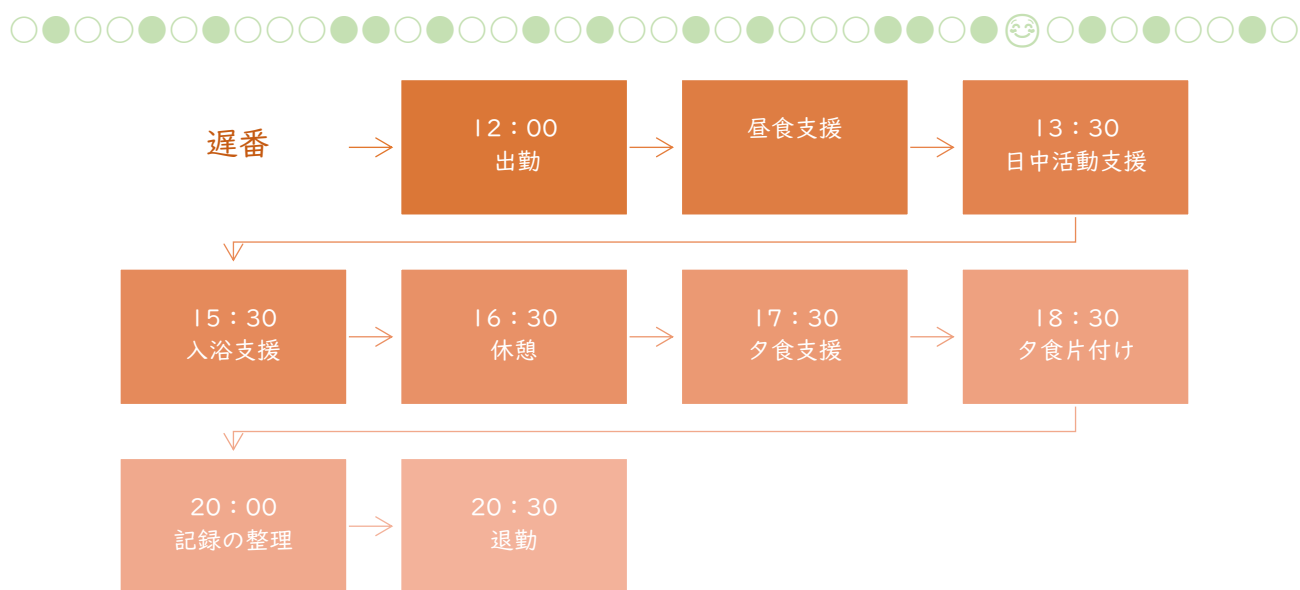 遅番
12：00
出勤
昼食支援
13：30
日中活動支援
15：30
入浴支援
16：30
休憩
17：30
夕食支援
18：30
夕食片付け
20：00
記録の整理
20：30
退勤